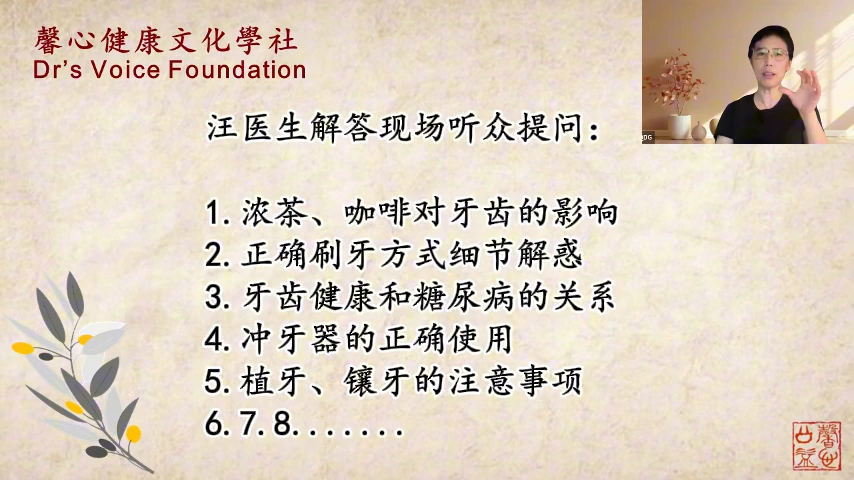 馨心健康文化學社
Dr's Voice Foundation
汪医生解答现场听众提问：
1.浓茶、咖啡对牙齿的影响
2.正确刷牙方式细节解惑
3.牙齿健康和糖尿病的关系
4.冲牙器的正确使用
5.植牙、镶牙的注意事项
6.7.8.......